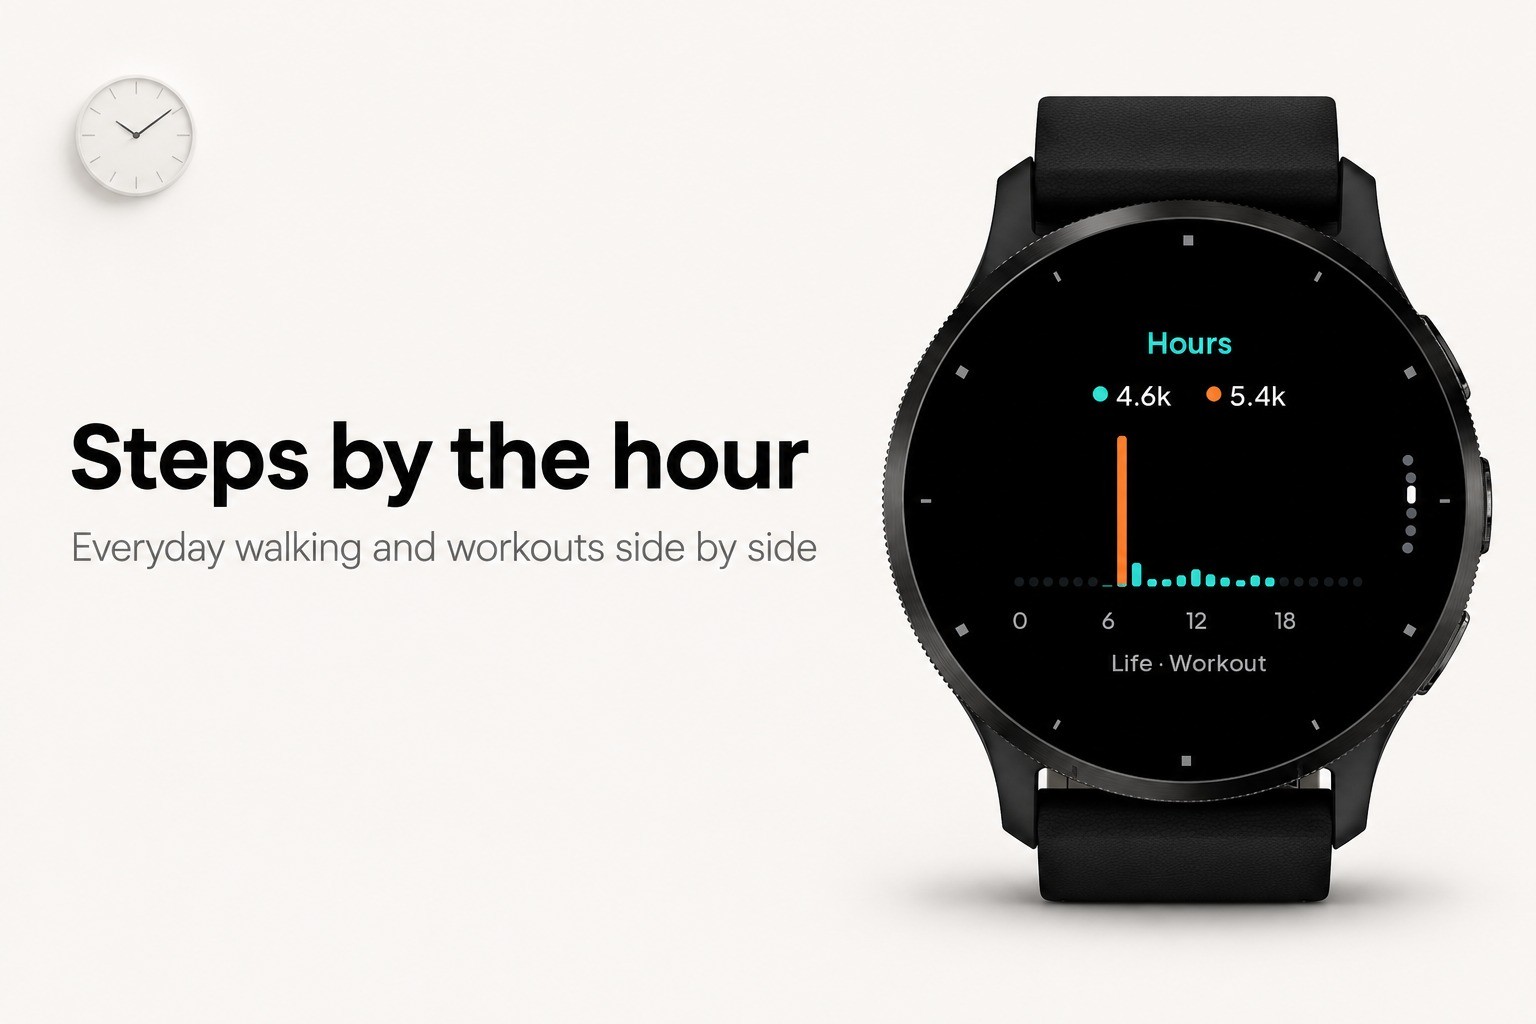 Steps by the hour
Everyday walking and workouts side by side
Hours
4.6k 5.4k
0 6 12 18
Life · Workout